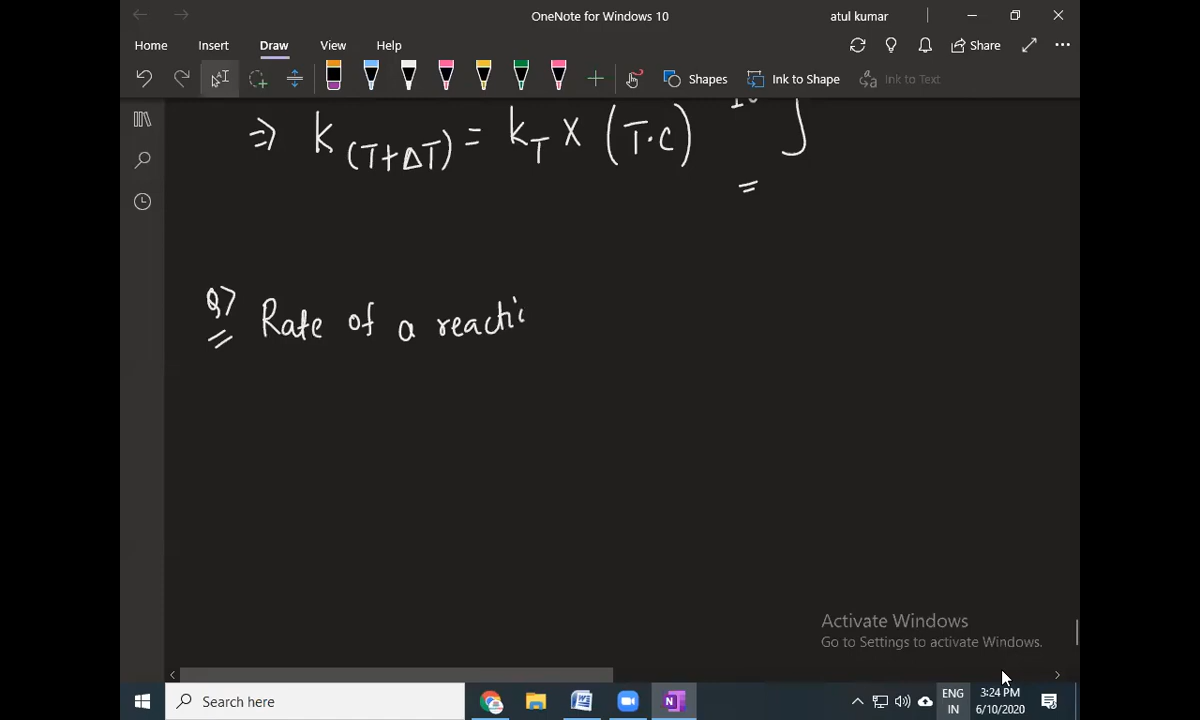 OneNote for Windows 10
atul kumar
Home Insert Draw View Help
Share
Shapes
Ink to Shape
Ink to Text
⇒ K(T+ΔT) = kT X (T.C)
Q> Rate of a reacti
Activate Windows
Go to Settings to activate Windows.
Search here
ENG
IN
3:24 PM
6/10/2020